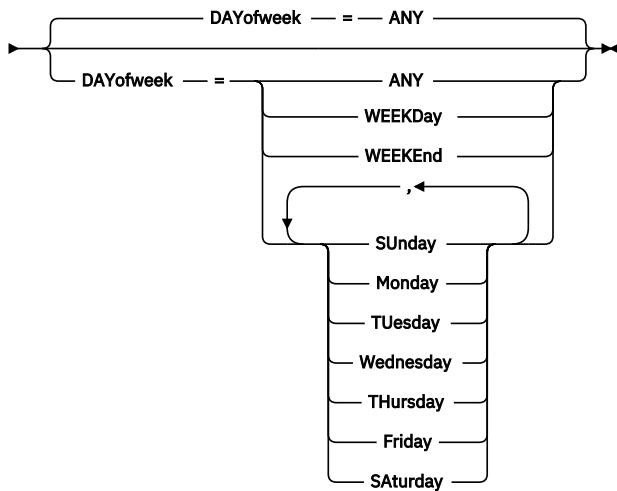 DAYofweek = ANY
DAYofweek = ANY
WEEKDay
WEEKEnd
,
SUnday
Monday
TUesday
Wednesday
THursday
Friday
SAturday